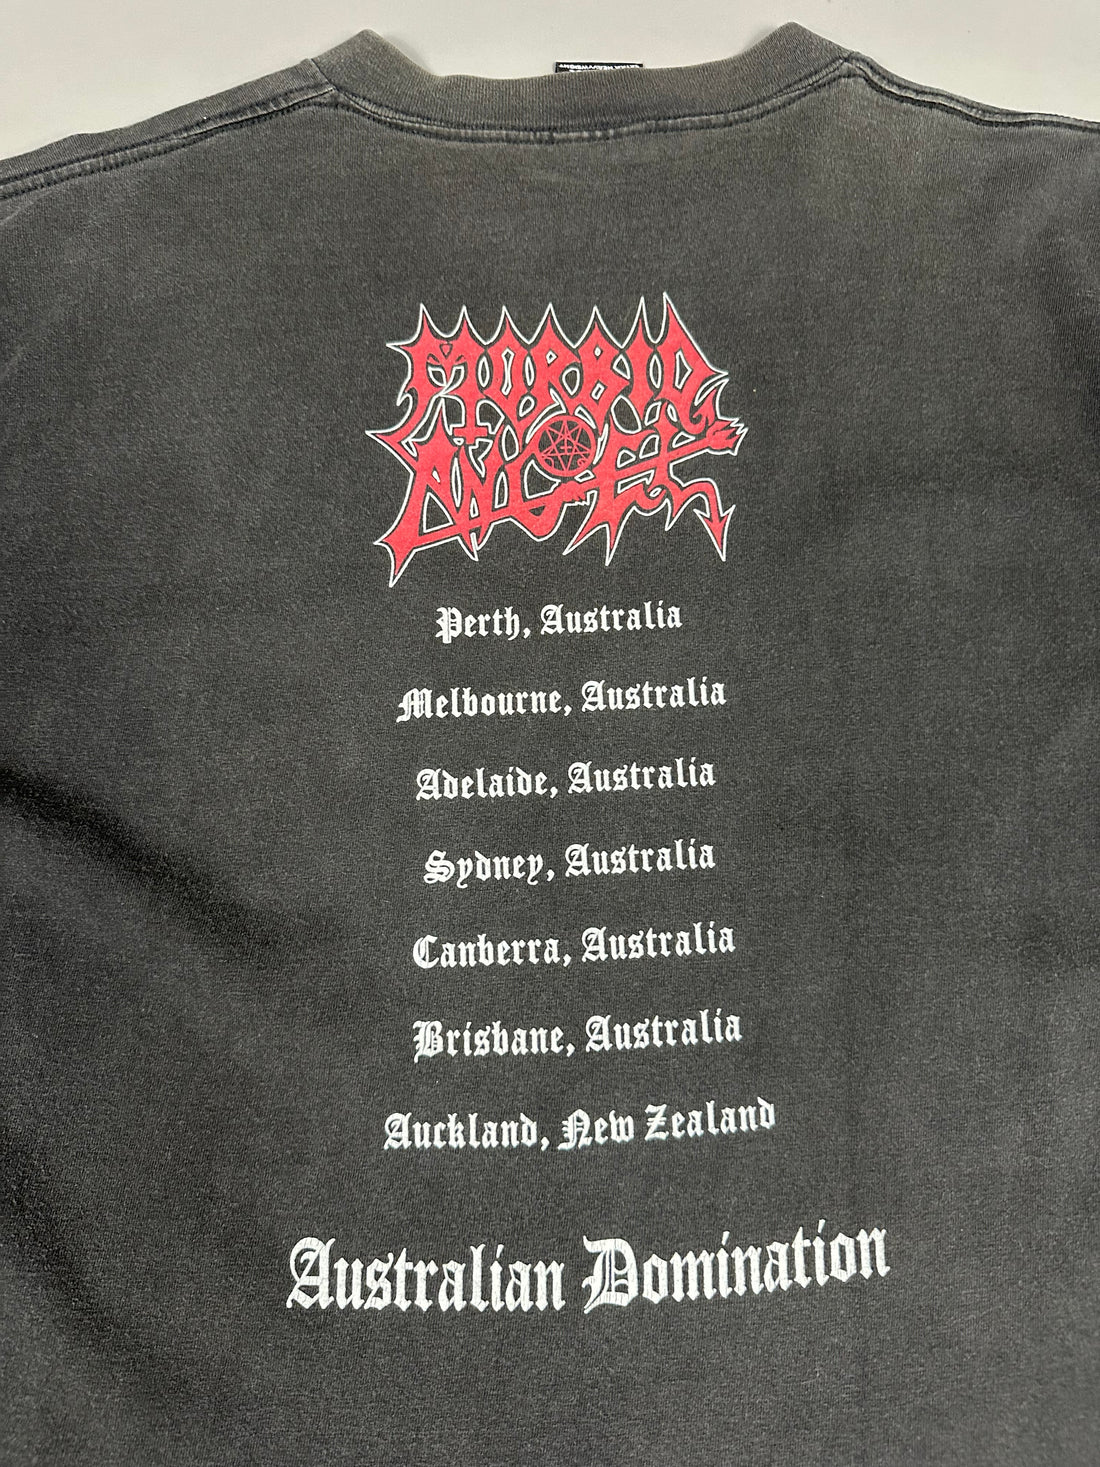 MORBID
ANGEL
Perth, Australia
Melbourne, Australia
Adelaide, Australia
Sydney, Australia
Canberra, Australia
Brisbane, Australia
Auckland, New Zealand
Australian Domination